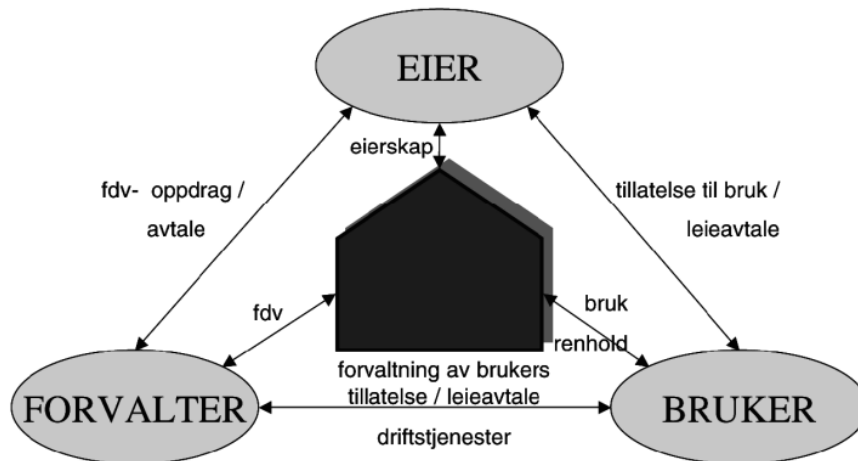 EIER
eierskap
fdv- oppdrag /
avtale
tillatelse til bruk /
leieavtale
fdv
bruk
renhold
forvaltning av brukers
tillatelse / leieavtale
FORVALTER
BRUKER
driftstjenester